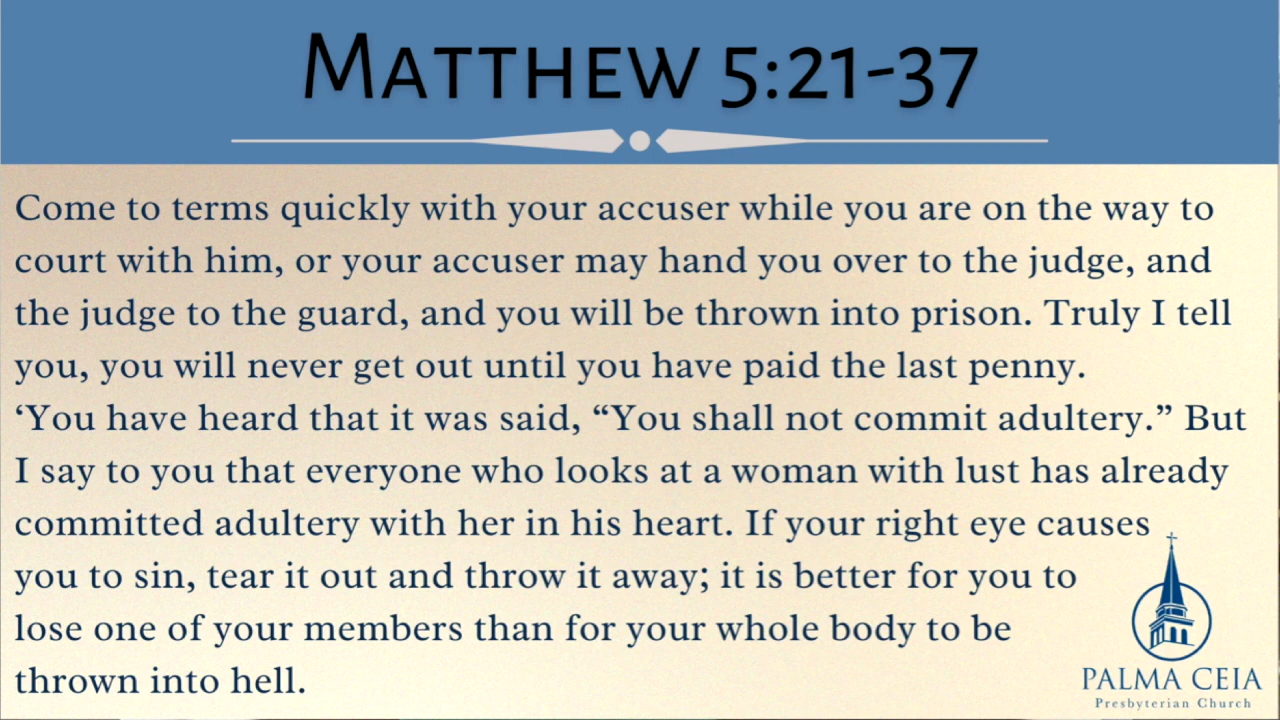 Matthew 5:21-37
Come to terms quickly with your accuser while you are on the way to
court with him, or your accuser may hand you over to the judge, and
the judge to the guard, and you will be thrown into prison. Truly I tell
you, you will never get out until you have paid the last penny.
‘You have heard that it was said, “You shall not commit adultery.” But
I say to you that everyone who looks at a woman with lust has already
committed adultery with her in his heart. If your right eye causes
you to sin, tear it out and throw it away; it is better for you to
lose one of your members than for your whole body to be
thrown into hell.
PALMA CEIA
Presbyterian Church